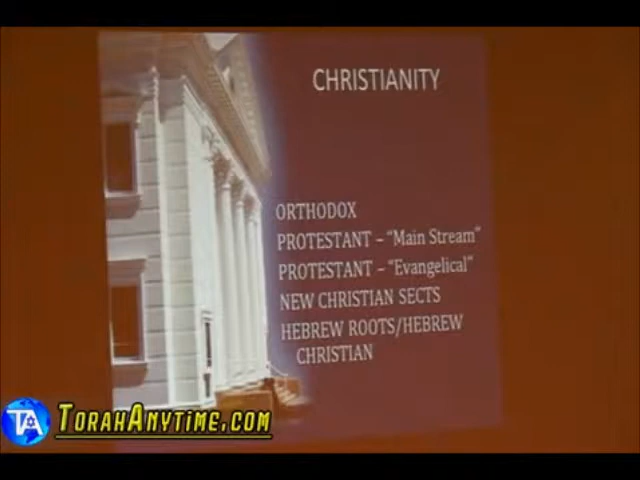 CHRISTIANITY
ORTHODOX
PROTESTANT – "Main Stream"
PROTESTANT – "Evangelical"
NEW CHRISTIAN SECTS
HEBREW ROOTS/HEBREW
CHRISTIAN
TA
TORAHANYTIME.COM